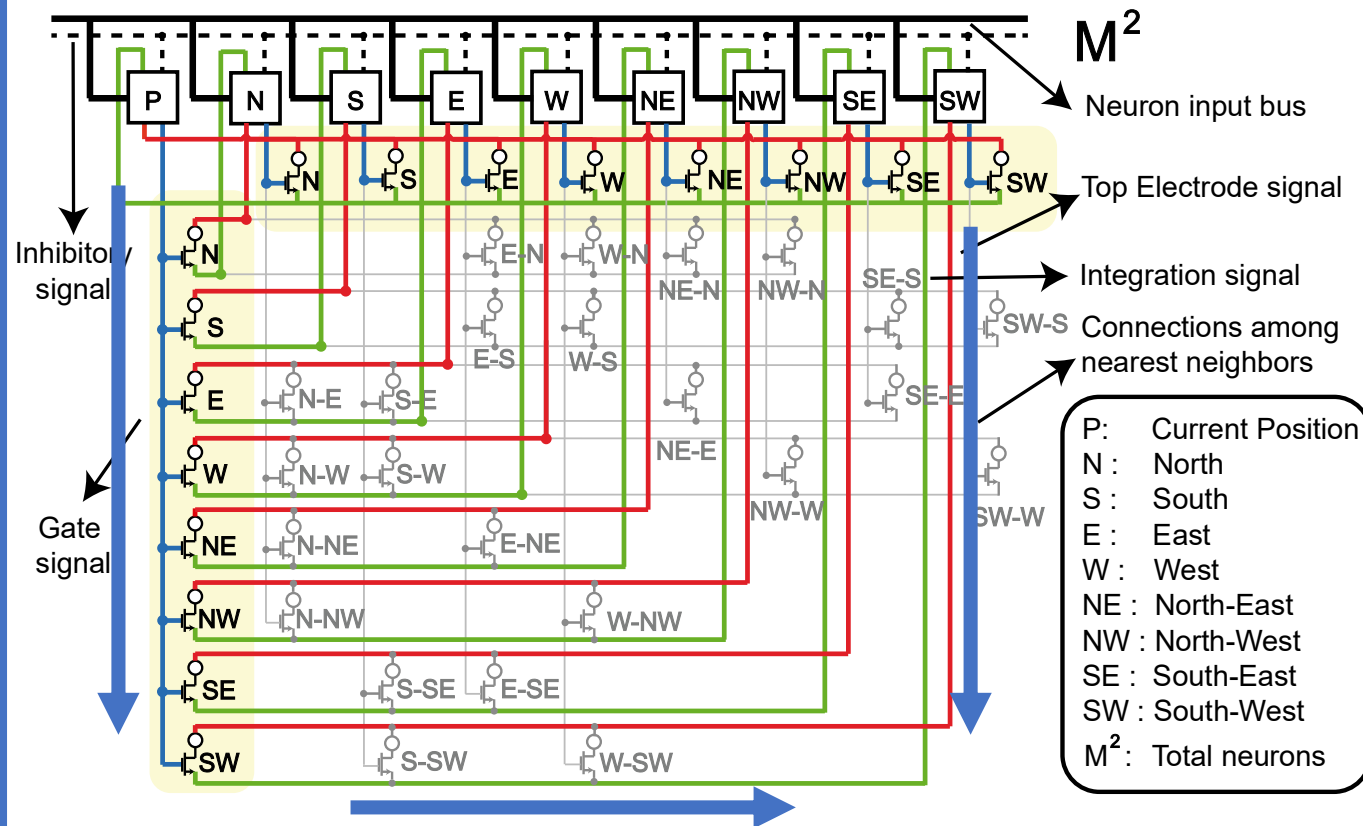 M²
P N S E W NE NW SE SW
Neuron input bus
N S E W NE NW SE SW
Top Electrode signal
Inhibitory
signal
N E-N W-N NE-N NW-N
SE-S
Integration signal
S E-S W-S SW-S
Connections among
nearest neighbors
E N-E S-E NE-E SE-E
W N-W S-W NW-W SW-W
Gate
signal
NE N-NE E-NE
NW N-NW W-NW
SE S-SE E-SE
SW S-SW W-SW
P: Current Position
N : North
S : South
E : East
W : West
NE : North-East
NW : North-West
SE : South-East
SW : South-West
M² : Total neurons